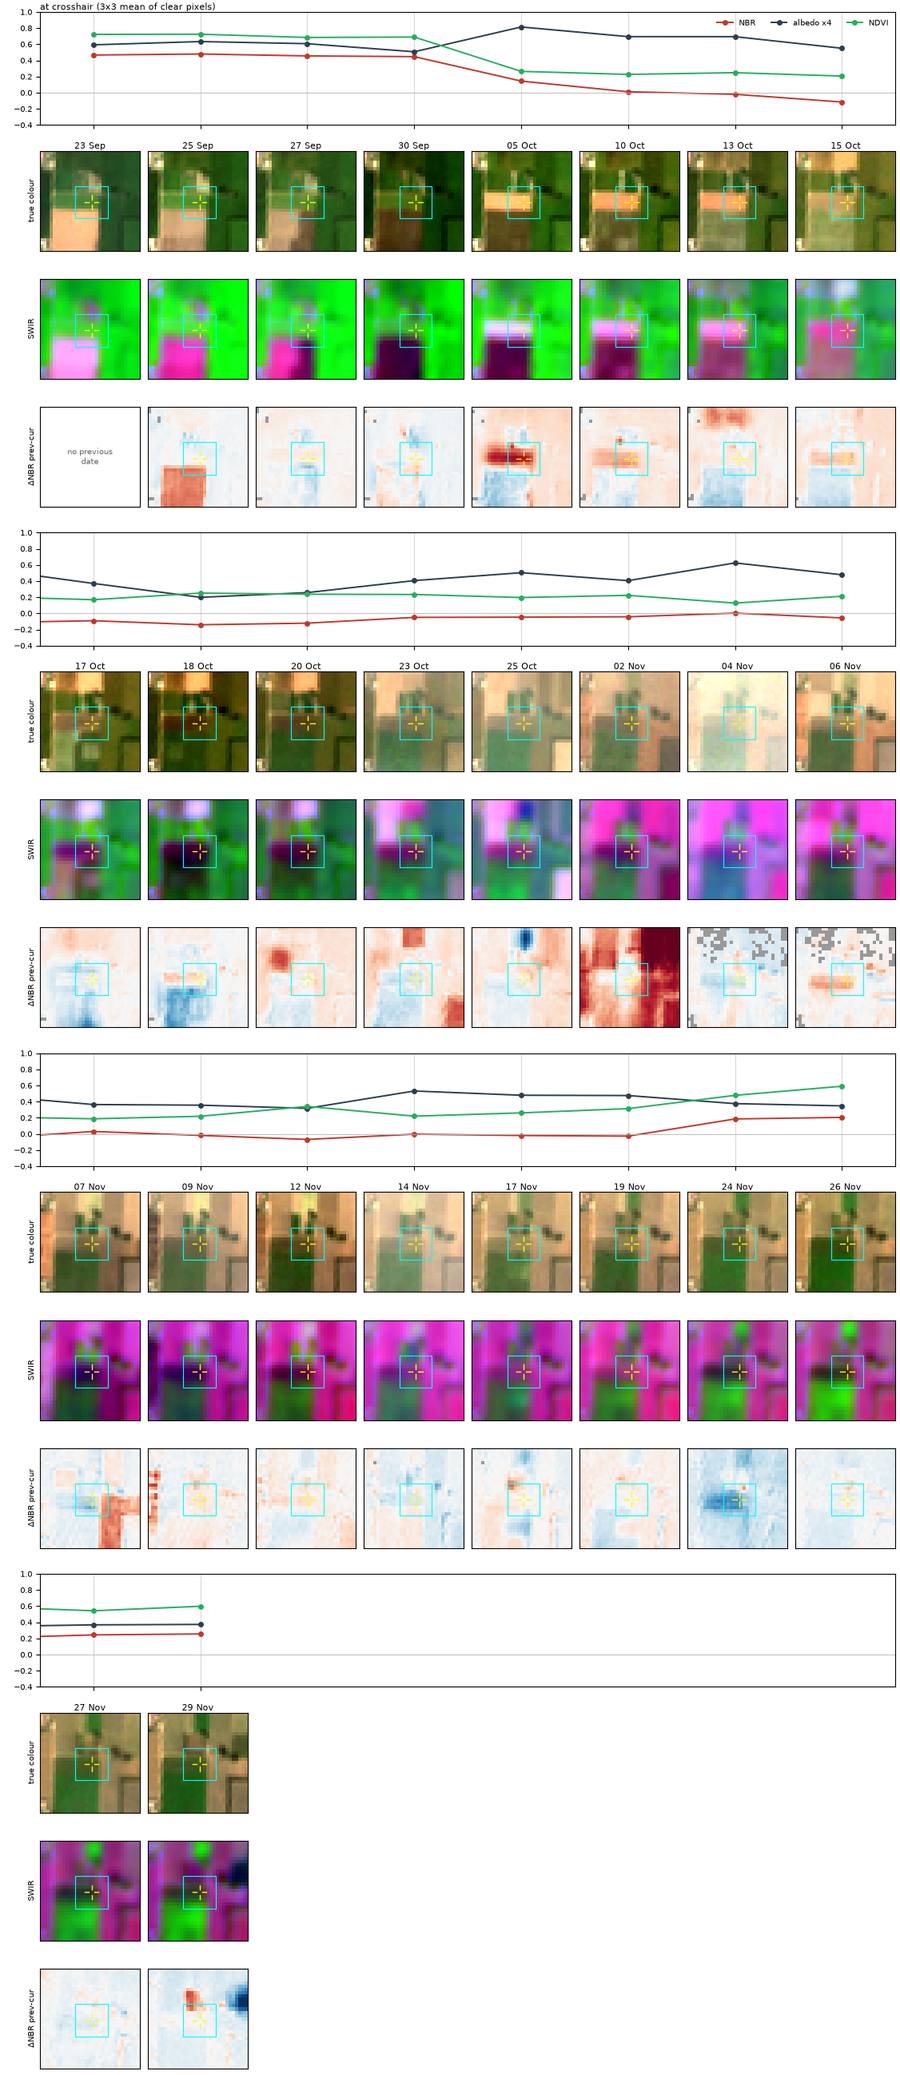 at crosshair (3x3 mean of clear pixels)
1.0
0.8
0.6
0.4
0.2
0.0
−0.2
−0.4
NBR albedo x4 NDVI
23 Sep 25 Sep 27 Sep 30 Sep 05 Oct 10 Oct 13 Oct 15 Oct
true colour
SWIR
ΔNBR prev-cur
no previous
date
1.0
0.8
0.6
0.4
0.2
0.0
−0.2
−0.4
17 Oct 18 Oct 20 Oct 23 Oct 25 Oct 02 Nov 04 Nov 06 Nov
true colour
SWIR
ΔNBR prev-cur
1.0
0.8
0.6
0.4
0.2
0.0
−0.2
−0.4
07 Nov 09 Nov 12 Nov 14 Nov 17 Nov 19 Nov 24 Nov 26 Nov
true colour
SWIR
ΔNBR prev-cur
1.0
0.8
0.6
0.4
0.2
0.0
−0.2
−0.4
27 Nov 29 Nov
true colour
SWIR
ΔNBR prev-cur